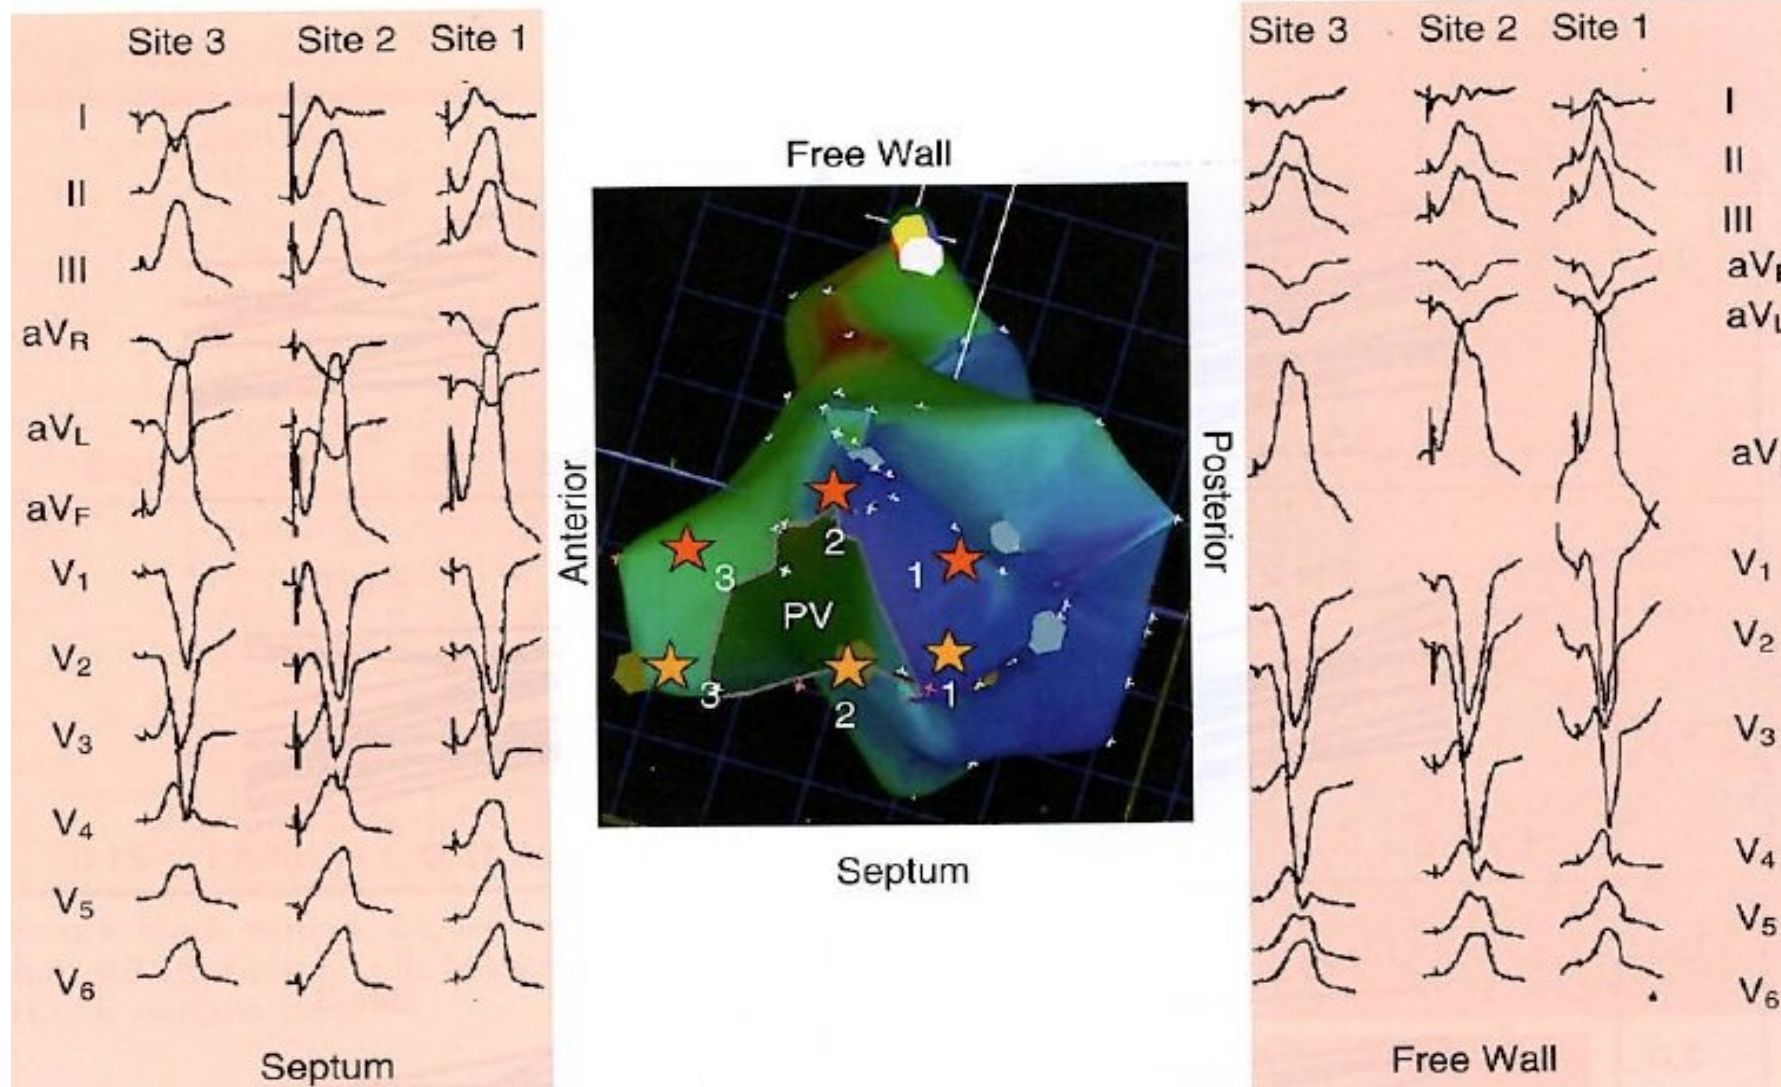 Site 3 Site 2 Site 1
I
II
III
aVR
aVL
aVF
V1
V2
V3
V4
V5
V6
Septum
Free Wall
Anterior
Posterior
2
3
1
PV
3
2
1
Septum
Site 3 Site 2 Site 1
I
II
III
aV
aV
V1
V2
V3
V4
V5
V6
Free Wall